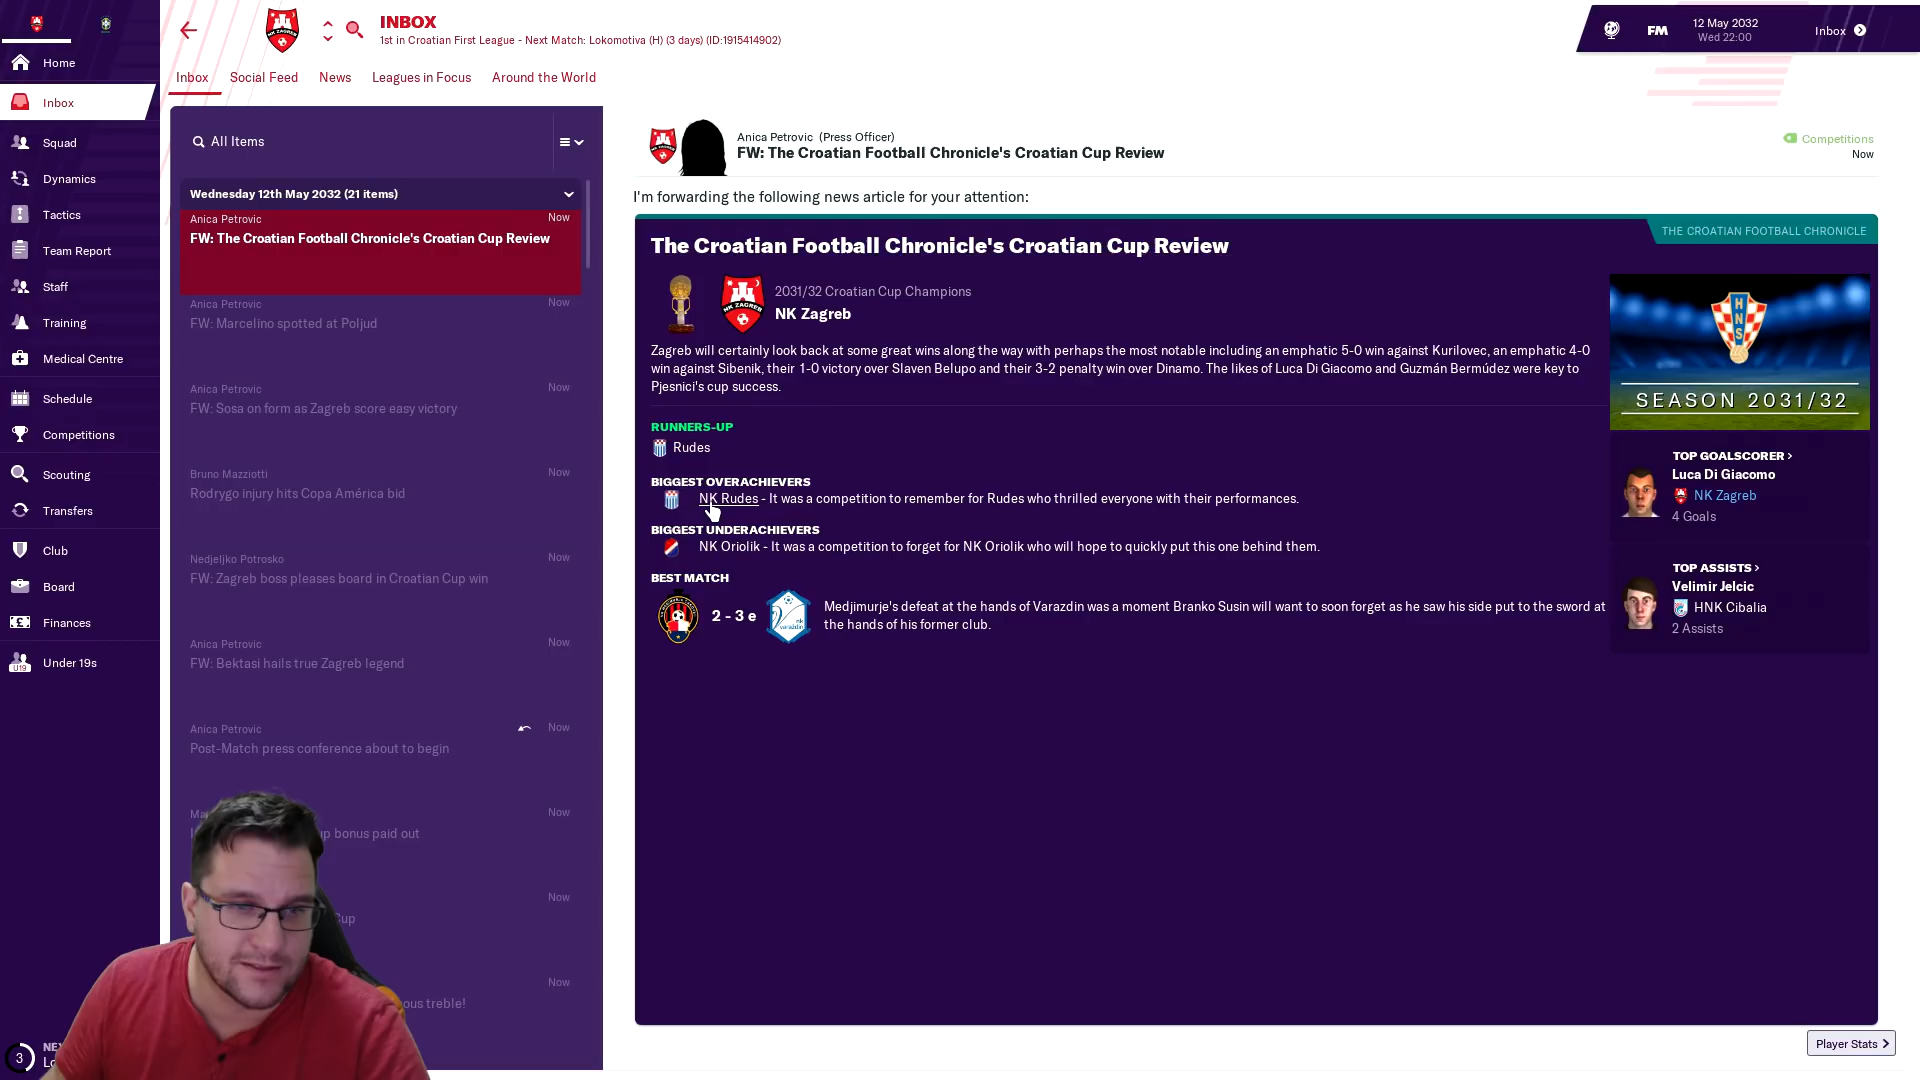 INBOX
1st in Croatian First League - Next Match: Lokomotiva (H) (3 days) (ID:1915414902)
FM
12 May 2032
Wed 22:00
Inbox
Inbox
Social Feed
News
Leagues in Focus
Around the World
Home
Inbox
Squad
Dynamics
Tactics
Team Report
Staff
Training
Medical Centre
Schedule
Competitions
Scouting
Transfers
Club
Board
Finances
U19
Under 19s
3
All Items
Wednesday 12th May 2032 (21 items)
Anica Petrovic
Now
FW: The Croatian Football Chronicle's Croatian Cup Review
Anica Petrovic
Now
FW: Marcelino spotted at Poljud
Anica Petrovic
Now
FW: Sosa on form as Zagreb score easy victory
Bruno Mazziotti
Now
Rodrygo injury hits Copa América bid
Nedjeljko Potrosko
Now
FW: Zagreb boss pleases board in Croatian Cup win
Anica Petrovic
Now
FW: Bektasi hails true Zagreb legend
Anica Petrovic
Now
Post-Match press conference about to begin
Now
bonus paid out
Now
Cup
Now
treble!
Anica Petrovic (Press Officer)
FW: The Croatian Football Chronicle's Croatian Cup Review
Competitions
Now
I'm forwarding the following news article for your attention:
THE CROATIAN FOOTBALL CHRONICLE
The Croatian Football Chronicle's Croatian Cup Review
NK ZAGREB
2031/32 Croatian Cup Champions
NK Zagreb
Zagreb will certainly look back at some great wins along the way with perhaps the most notable including an emphatic 5-0 win against Kurilovec, an emphatic 4-0
win against Sibenik, their 1-0 victory over Slaven Belupo and their 3-2 penalty win over Dinamo. The likes of Luca Di Giacomo and Guzmán Bermúdez were key to
Pjesnici's cup success.
RUNNERS-UP
Rudes
BIGGEST OVERACHIEVERS
NK Rudes - It was a competition to remember for Rudes who thrilled everyone with their performances.
BIGGEST UNDERACHIEVERS
NK Oriolik - It was a competition to forget for NK Oriolik who will hope to quickly put this one behind them.
BEST MATCH
2 - 3 e
Medjimurje's defeat at the hands of Varazdin was a moment Branko Susin will want to soon forget as he saw his side put to the sword at
the hands of his former club.
HNS
SEASON 2031/32
TOP GOALSCORER
Luca Di Giacomo
NK Zagreb
4 Goals
TOP ASSISTS
Velimir Jelcic
HNK Cibalia
2 Assists
Player Stats